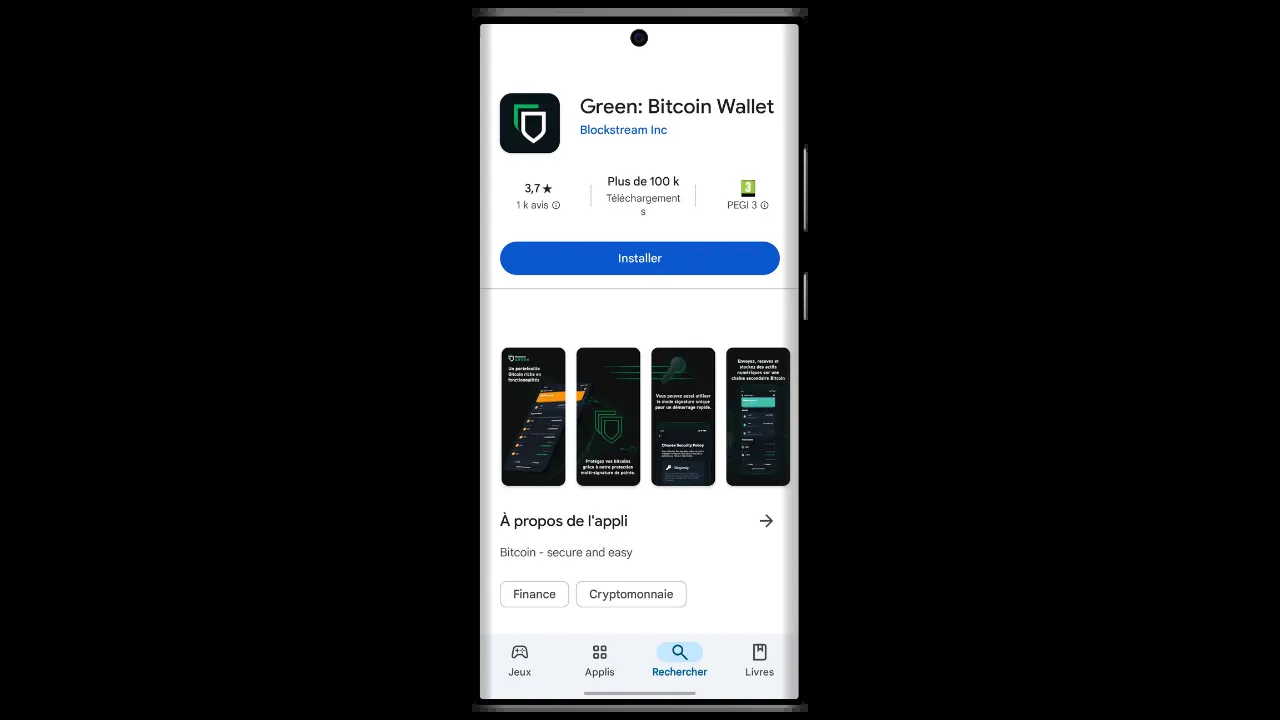 Green: Bitcoin Wallet
Blockstream Inc
3,7 ★
1 k avis
Plus de 100 k
Téléchargement
s
3
PEGI 3
Installer
Un portefeuille
Bitcoin riche en
fonctionnalités
Protégez vos bitcoins
grâce à notre protection
multi-signature de pointe.
Vous pouvez aussi utiliser
le mode signature unique
pour un démarrage rapide.
Choose Security Policy
Singlesig
Envoyez, recevez et
stockez des actifs
numériques sur une
chaîne secondaire Bitcoin
À propos de l'appli
Bitcoin - secure and easy
Finance
Cryptomonnaie
Jeux
Applis
Rechercher
Livres